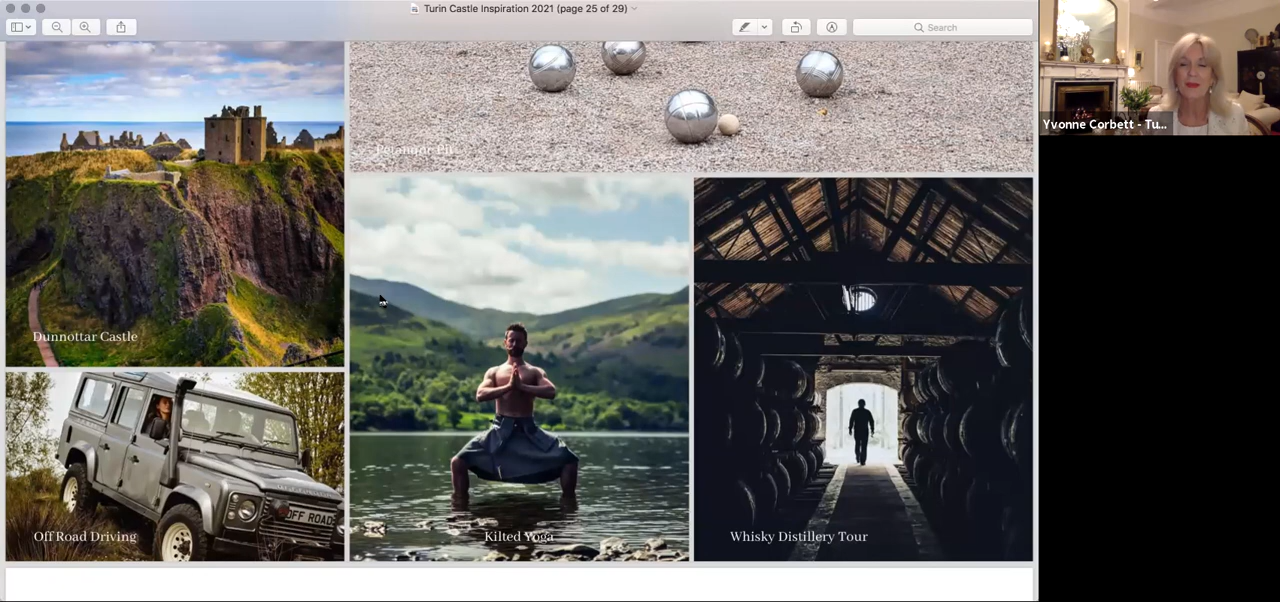 Turin Castle Inspiration 2021 (page 25 of 29)
Search
Yvonne Corbett - Tu...
Petanque Pit
Dunnottar Castle
OFF ROAD
Off Road Driving
Kilted Yoga
Whisky Distillery Tour